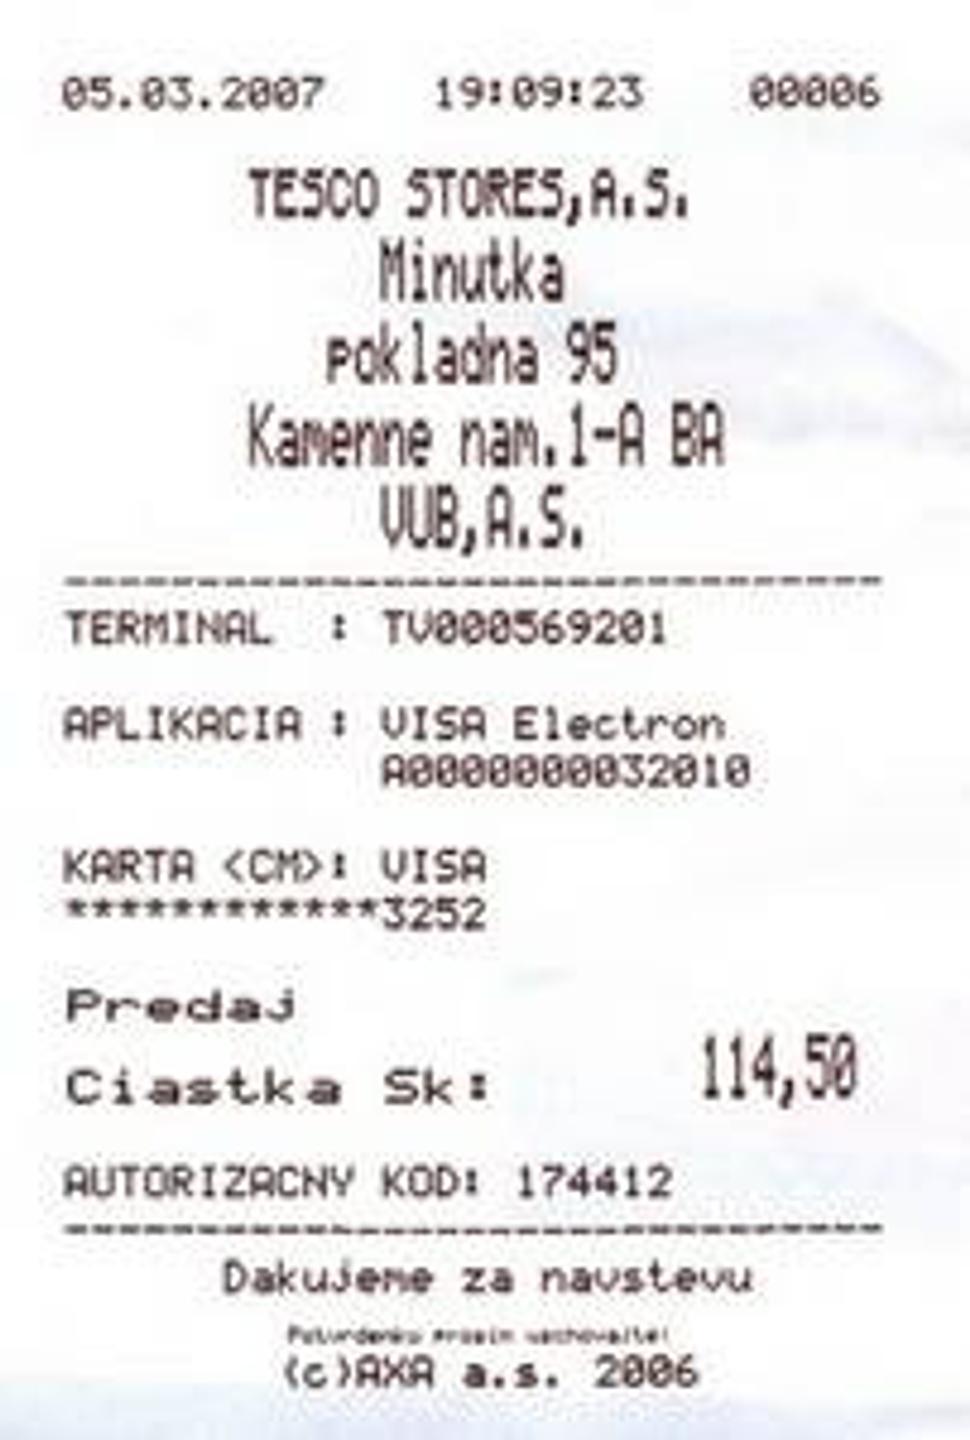 05.03.2007 19:09:23 00006
TESCO STORES,A.S.
Minutka
pokladna 95
Kamenne nam.1-A BA
VUB,A.S.
--------------------------------
TERMINAL : TV000569201
APLIKACIA : VISA Electron
A0000000032010
KARTA <CM>: VISA
************3252
Predaj
Ciastka Sk: 114,50
AUTORIZACNY KOD: 174412
--------------------------------
Dakujeme za navstevu
Potvrdenku prosim uschovajte!
(c)AXA a.s. 2006